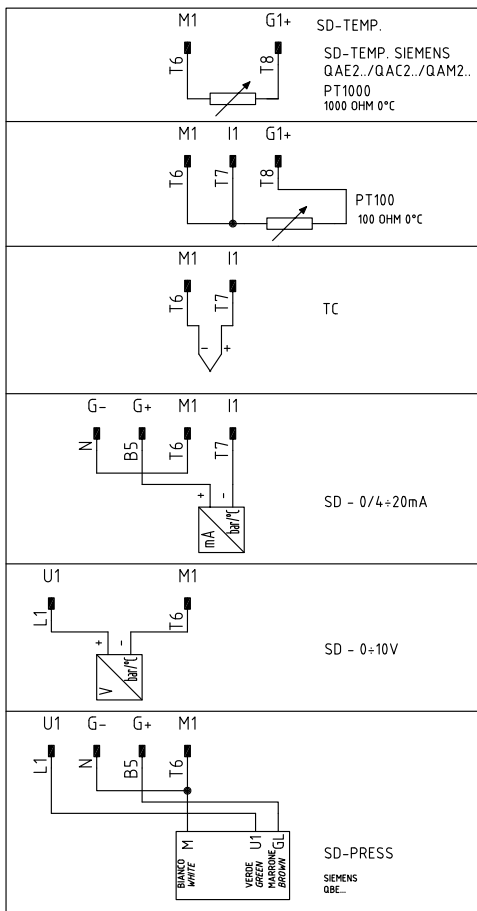 M1 G1+ SD-TEMP.
T6 T8
SD-TEMP. SIEMENS
QAE2../QAC2../QAM2..
PT1000
1000 OHM 0°C
M1 I1 G1+
T6 T7 T8
PT100
100 OHM 0°C
M1 I1
T6 T7
TC
- +
G- G+ M1 I1
N B5 T6 T7
+ -
mA bar/°C
SD - 0/4÷20mA
U1 M1
L1 T6
+ -
V bar/°C
SD - 0÷10V
U1 G- G+ M1
L1 N B5 T6
M U1 GL
BIANCO VERDE MARRONE
WHITE GREEN BROWN
SD-PRESS
SIEMENS
QBE...